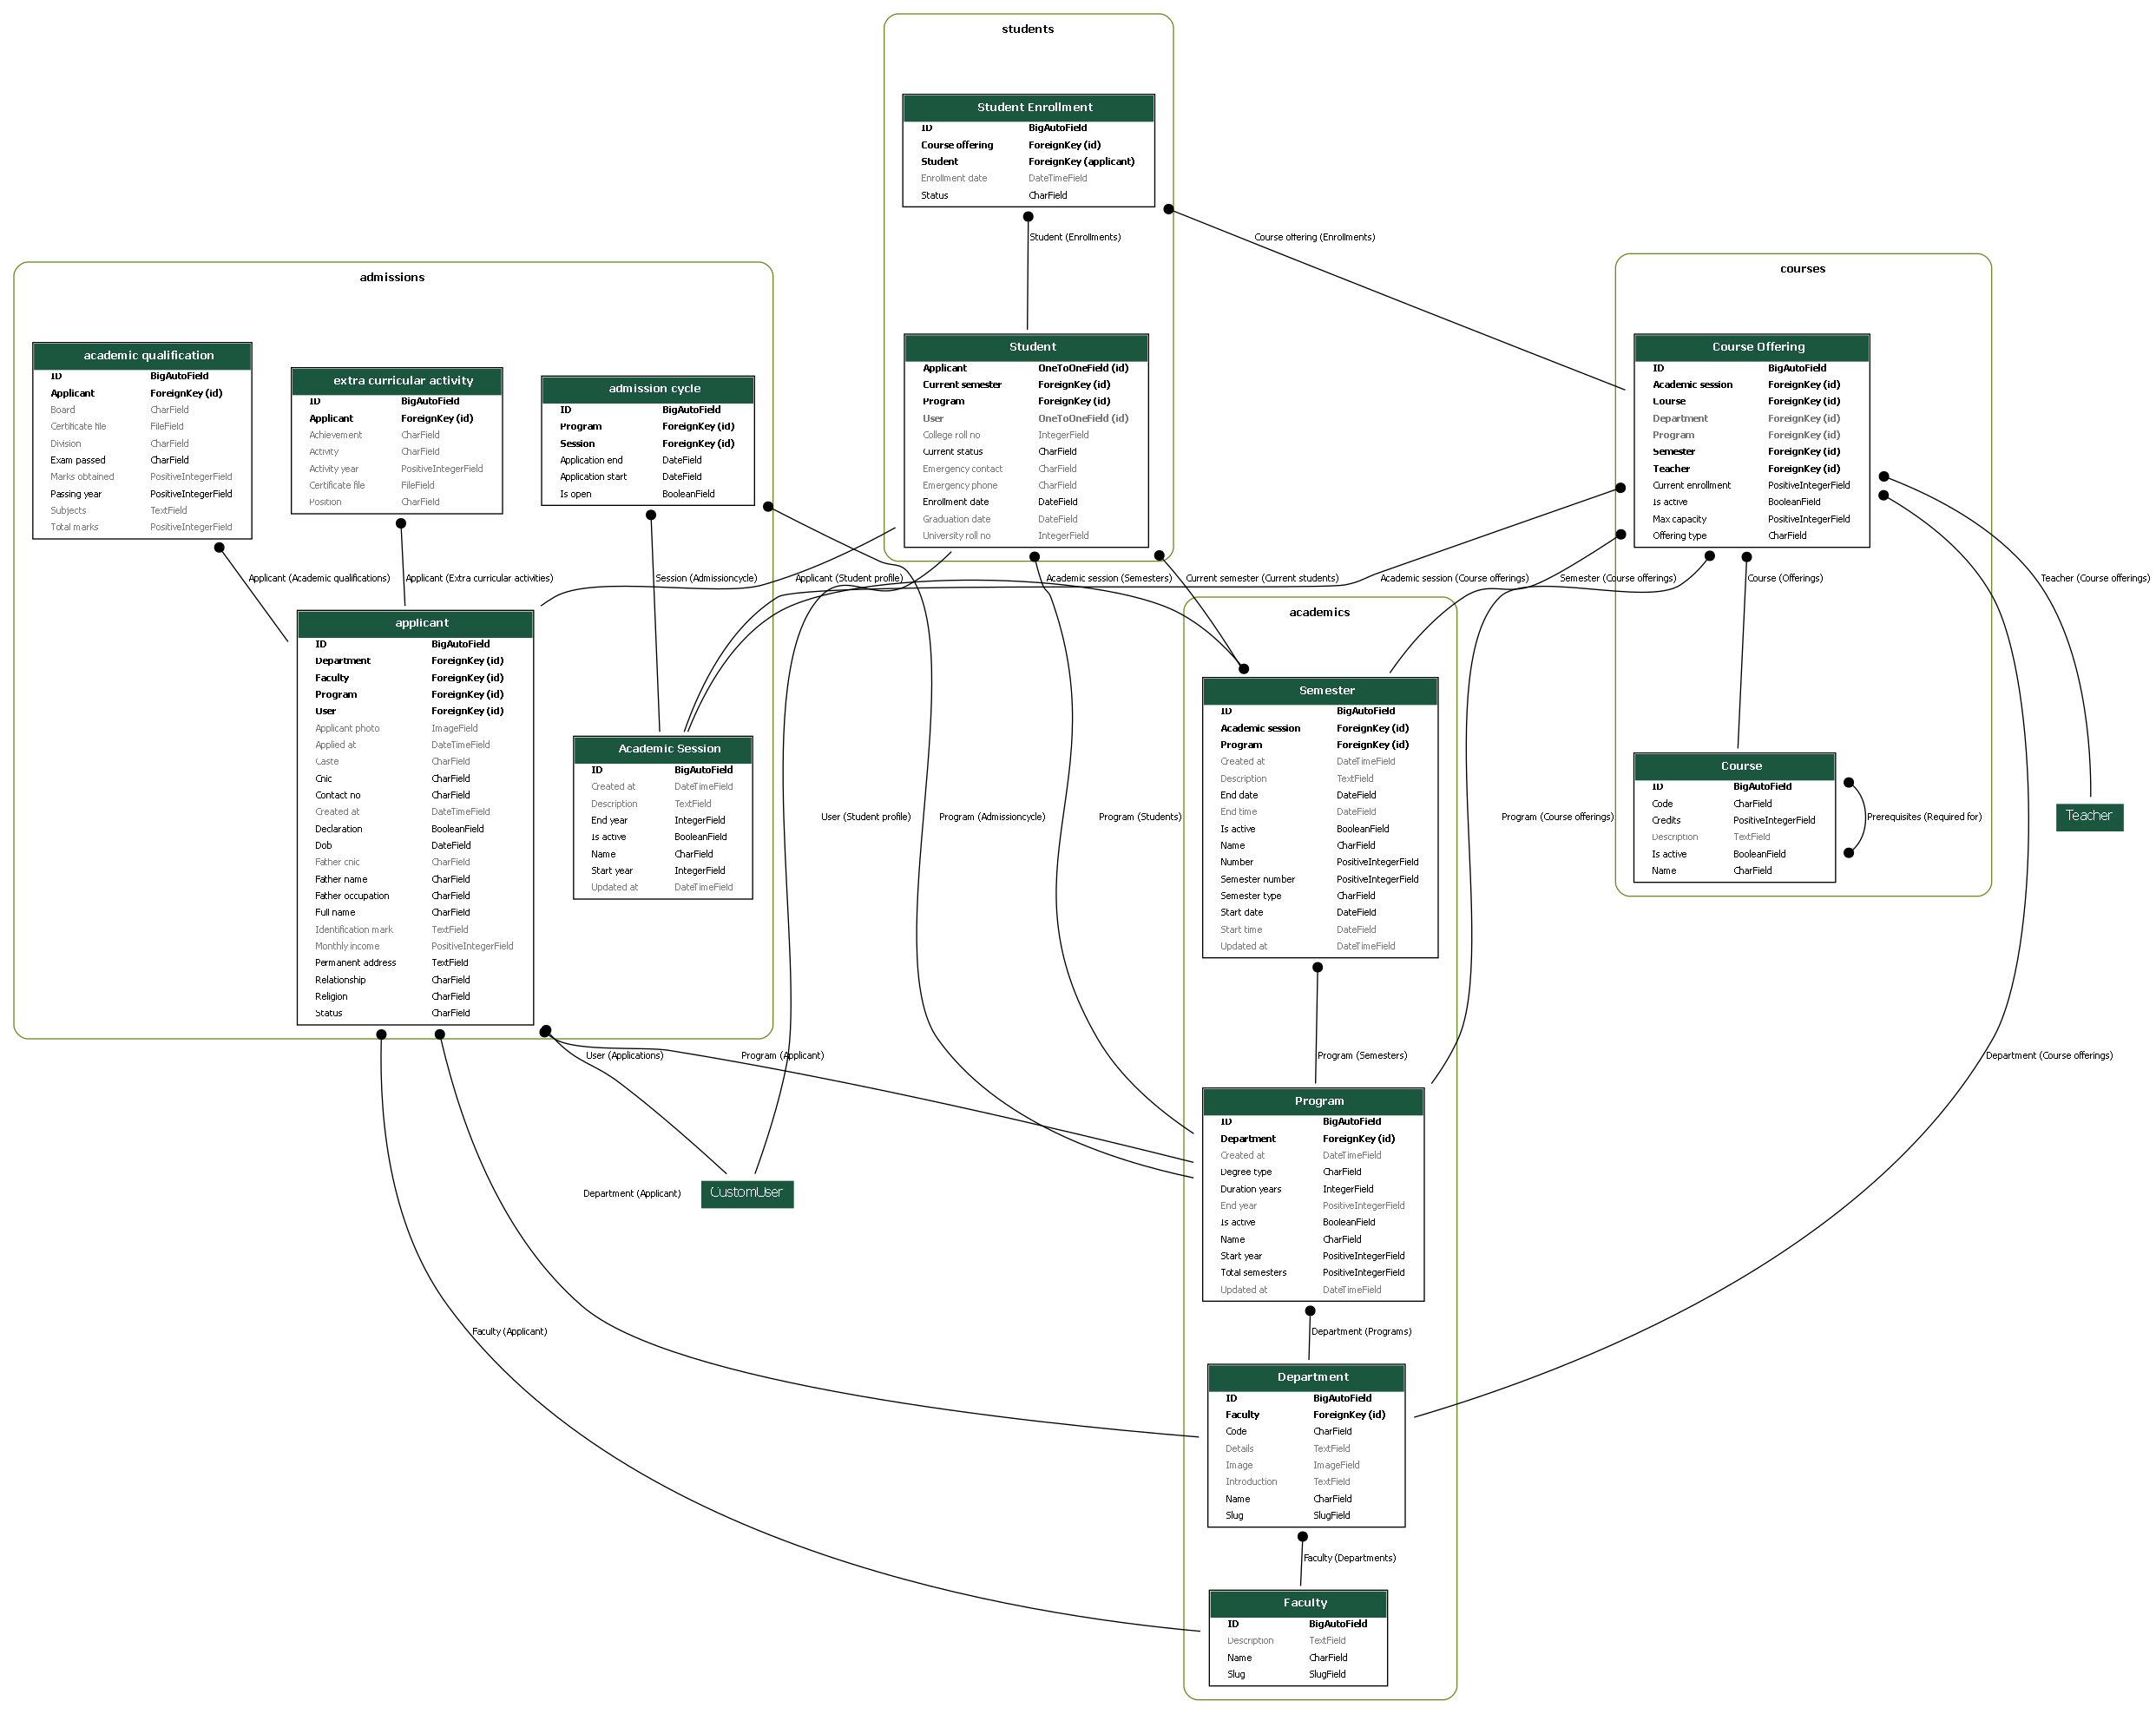 students
Student Enrollment
ID BigAutoField
Course offering ForeignKey (id)
Student ForeignKey (applicant)
Enrollment date DateTimeField
Status CharField
Student (Enrollments)
Course offering (Enrollments)
Student
Applicant OneToOneField (id)
Current semester ForeignKey (id)
Program ForeignKey (id)
User OneToOneField (id)
College roll no IntegerField
Current status CharField
Emergency contact CharField
Emergency phone CharField
Enrollment date DateField
Graduation date DateField
University roll no IntegerField
admissions
academic qualification
ID BigAutoField
Applicant ForeignKey (id)
Board CharField
Certificate file FileField
Division CharField
Exam passed CharField
Marks obtained PositiveIntegerField
Passing year PositiveIntegerField
Subjects TextField
Total marks PositiveIntegerField
extra curricular activity
ID BigAutoField
Applicant ForeignKey (id)
Achievement CharField
Activity CharField
Activity year PositiveIntegerField
Certificate file FileField
Position CharField
admission cycle
ID BigAutoField
Program ForeignKey (id)
Session ForeignKey (id)
Application end DateField
Application start DateField
Is open BooleanField
courses
Course Offering
ID BigAutoField
Academic session ForeignKey (id)
Course ForeignKey (id)
Department ForeignKey (id)
Program ForeignKey (id)
Semester ForeignKey (id)
Teacher ForeignKey (id)
Current enrollment PositiveIntegerField
Is active BooleanField
Max capacity PositiveIntegerField
Offering type CharField
Applicant (Academic qualifications)
Applicant (Extra curricular activities)
Session (Admissioncycle)
Applicant (Student profile)
Academic session (Semesters)
Current semester (Current students)
Academic session (Course offerings)
Semester (Course offerings)
Course (Offerings)
Teacher (Course offerings)
applicant
ID BigAutoField
Department ForeignKey (id)
Faculty ForeignKey (id)
Program ForeignKey (id)
User ForeignKey (id)
Applicant photo ImageField
Applied at DateTimeField
Caste CharField
Cnic CharField
Contact no CharField
Created at DateTimeField
Declaration BooleanField
Dob DateField
Father cnic CharField
Father name CharField
Father occupation CharField
Full name CharField
Identification mark TextField
Monthly income PositiveIntegerField
Permanent address TextField
Relationship CharField
Religion CharField
Status CharField
Academic Session
ID BigAutoField
Created at DateTimeField
Description TextField
End year IntegerField
Is active BooleanField
Name CharField
Start year IntegerField
Updated at DateTimeField
academics
Semester
ID BigAutoField
Academic session ForeignKey (id)
Program ForeignKey (id)
Created at DateTimeField
Description TextField
End date DateField
End time DateField
Is active BooleanField
Name CharField
Number PositiveIntegerField
Semester number PositiveIntegerField
Semester type CharField
Start date DateField
Start time DateField
Updated at DateTimeField
Course
ID BigAutoField
Code CharField
Credits PositiveIntegerField
Description TextField
Is active BooleanField
Name CharField
Prerequisites (Required for)
Teacher
User (Student profile)
Program (Admissioncycle)
Program (Students)
Program (Course offerings)
User (Applications)
Program (Applicant)
Program (Semesters)
Department (Course offerings)
Program
ID BigAutoField
Department ForeignKey (id)
Created at DateTimeField
Degree type CharField
Duration years IntegerField
End year PositiveIntegerField
Is active BooleanField
Name CharField
Start year PositiveIntegerField
Total semesters PositiveIntegerField
Updated at DateTimeField
Department (Applicant)
CustomUser
Faculty (Applicant)
Department (Programs)
Department
ID BigAutoField
Faculty ForeignKey (id)
Code CharField
Details TextField
Image ImageField
Introduction TextField
Name CharField
Slug SlugField
Faculty (Departments)
Faculty
ID BigAutoField
Description TextField
Name CharField
Slug SlugField